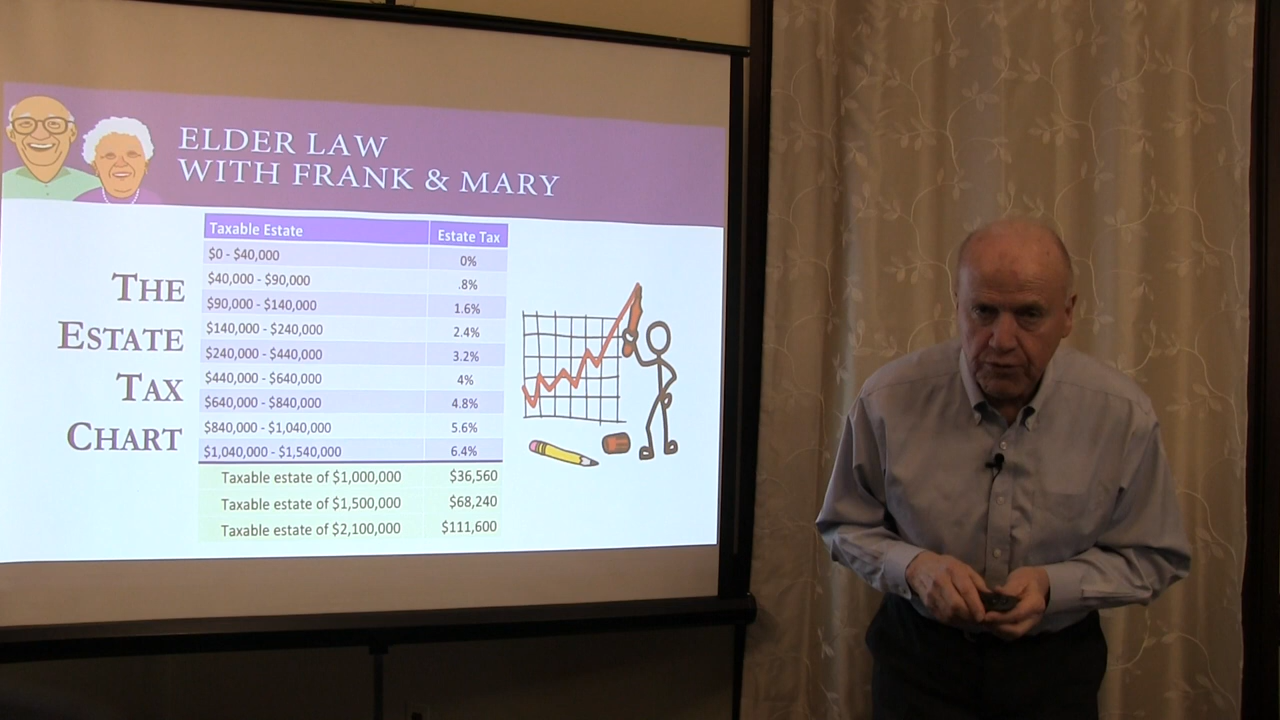 ELDER LAW
WITH FRANK & MARY
THE
ESTATE
TAX
CHART
Taxable Estate Estate Tax
$0 - $40,000 0%
$40,000 - $90,000 .8%
$90,000 - $140,000 1.6%
$140,000 - $240,000 2.4%
$240,000 - $440,000 3.2%
$440,000 - $640,000 4%
$640,000 - $840,000 4.8%
$840,000 - $1,040,000 5.6%
$1,040,000 - $1,540,000 6.4%
Taxable estate of $1,000,000 $36,560
Taxable estate of $1,500,000 $68,240
Taxable estate of $2,100,000 $111,600